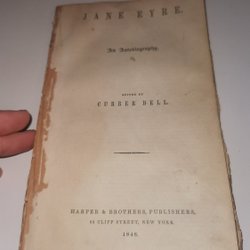 JANE EYRE.
An Autobiography.
EDITED BY
CURRER BELL.
HARPER & BROTHERS, PUBLISHERS,
82 CLIFF STREET, NEW YORK.
1848.